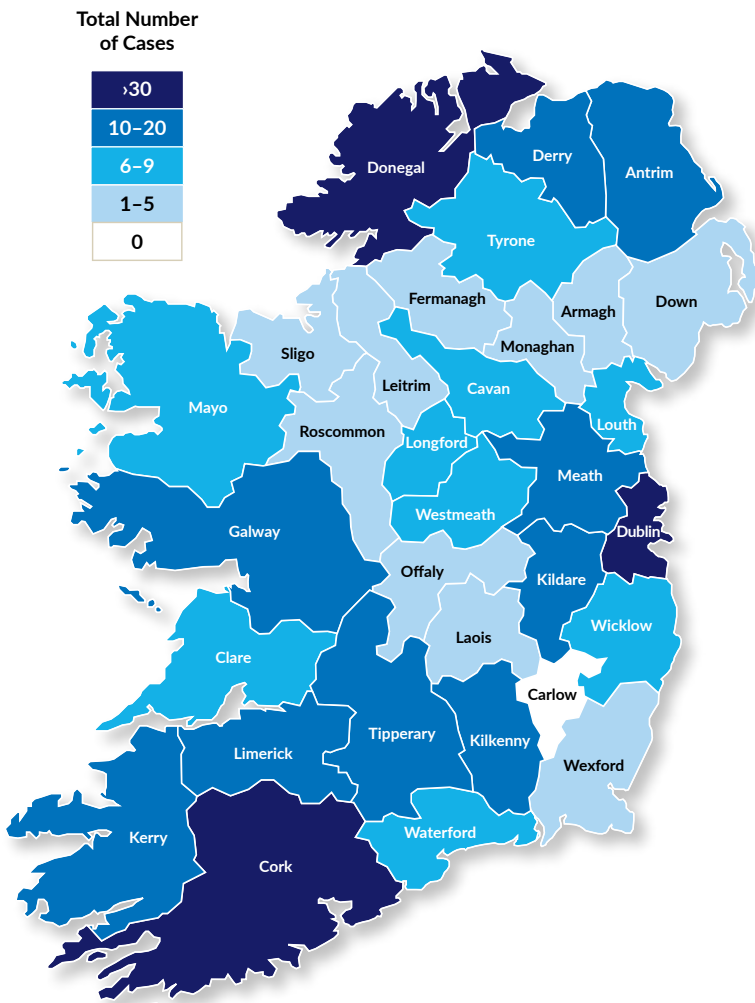 Total Number
of Cases
›30
10–20
6–9
1–5
0
Donegal
Derry
Antrim
Tyrone
Fermanagh
Armagh
Down
Monaghan
Sligo
Leitrim
Cavan
Mayo
Roscommon
Longford
Louth
Meath
Westmeath
Galway
Dublin
Offaly
Kildare
Wicklow
Laois
Clare
Carlow
Tipperary
Kilkenny
Limerick
Wexford
Waterford
Kerry
Cork